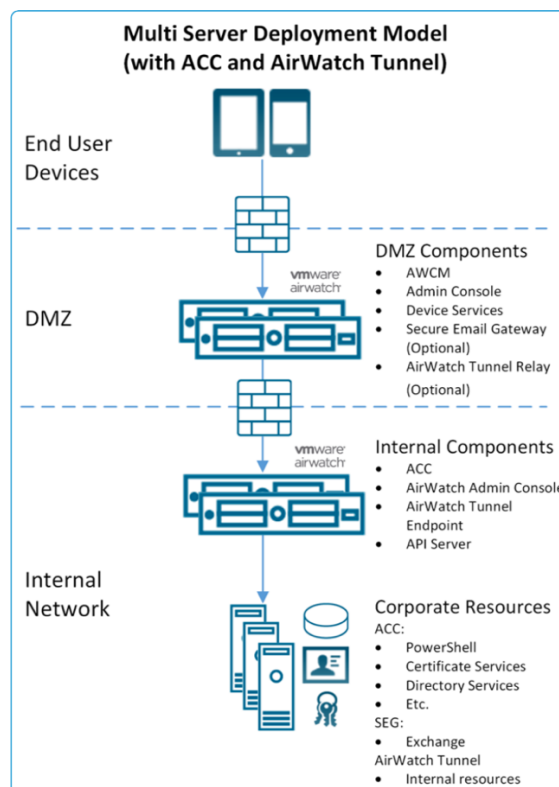 Multi Server Deployment Model
(with ACC and AirWatch Tunnel)
End User
Devices
DMZ
vmware
airwatch
DMZ Components
• AWCM
• Admin Console
• Device Services
• Secure Email Gateway
(Optional)
• AirWatch Tunnel Relay
(Optional)
vmware
airwatch
Internal Components
• ACC
• AirWatch Admin Console
• AirWatch Tunnel
Endpoint
• API Server
Internal
Network
Corporate Resources
ACC:
• PowerShell
• Certificate Services
• Directory Services
• Etc.
SEG:
• Exchange
AirWatch Tunnel
• Internal resources